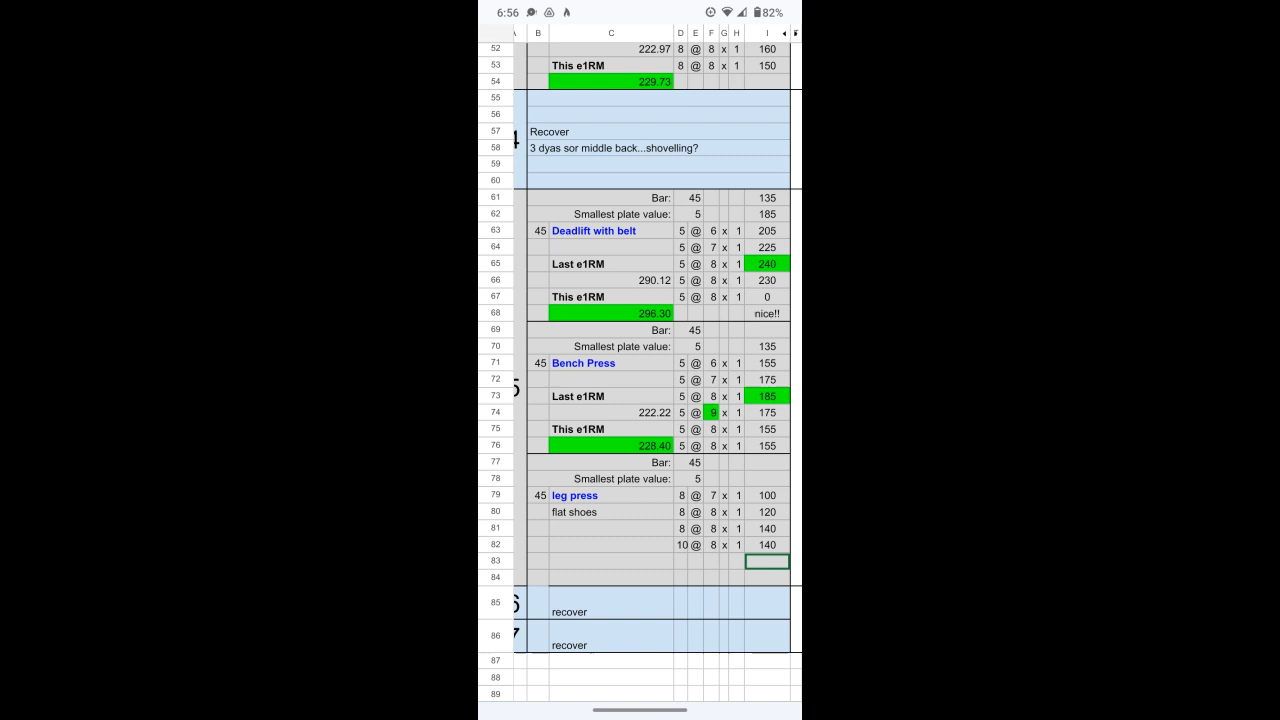 6:56 82%
A B C D E F G H I
52 222.97 8 @ 8 x 1 160
53 This e1RM 8 @ 8 x 1 150
54 229.73
55
56
57 Recover
4
58 3 dyas sor middle back...shovelling?
59
60
61 Bar: 45 135
62 Smallest plate value: 5 185
63 45 Deadlift with belt 5 @ 6 x 1 205
64 5 @ 7 x 1 225
65 Last e1RM 5 @ 8 x 1 240
66 290.12 5 @ 8 x 1 230
67 This e1RM 5 @ 8 x 1 0
68 296.30 nice!!
69 Bar: 45
70 Smallest plate value: 5 135
71 45 Bench Press 5 @ 6 x 1 155
72 5 @ 7 x 1 175
5
73 Last e1RM 5 @ 8 x 1 185
74 222.22 5 @ 9 x 1 175
75 This e1RM 5 @ 8 x 1 155
76 228.40 5 @ 8 x 1 155
77 Bar: 45
78 Smallest plate value: 5
79 45 leg press 8 @ 7 x 1 100
80 flat shoes 8 @ 8 x 1 120
81 8 @ 8 x 1 140
82 10 @ 8 x 1 140
83
84
85 6 recover
86 7 recover
87
88
89